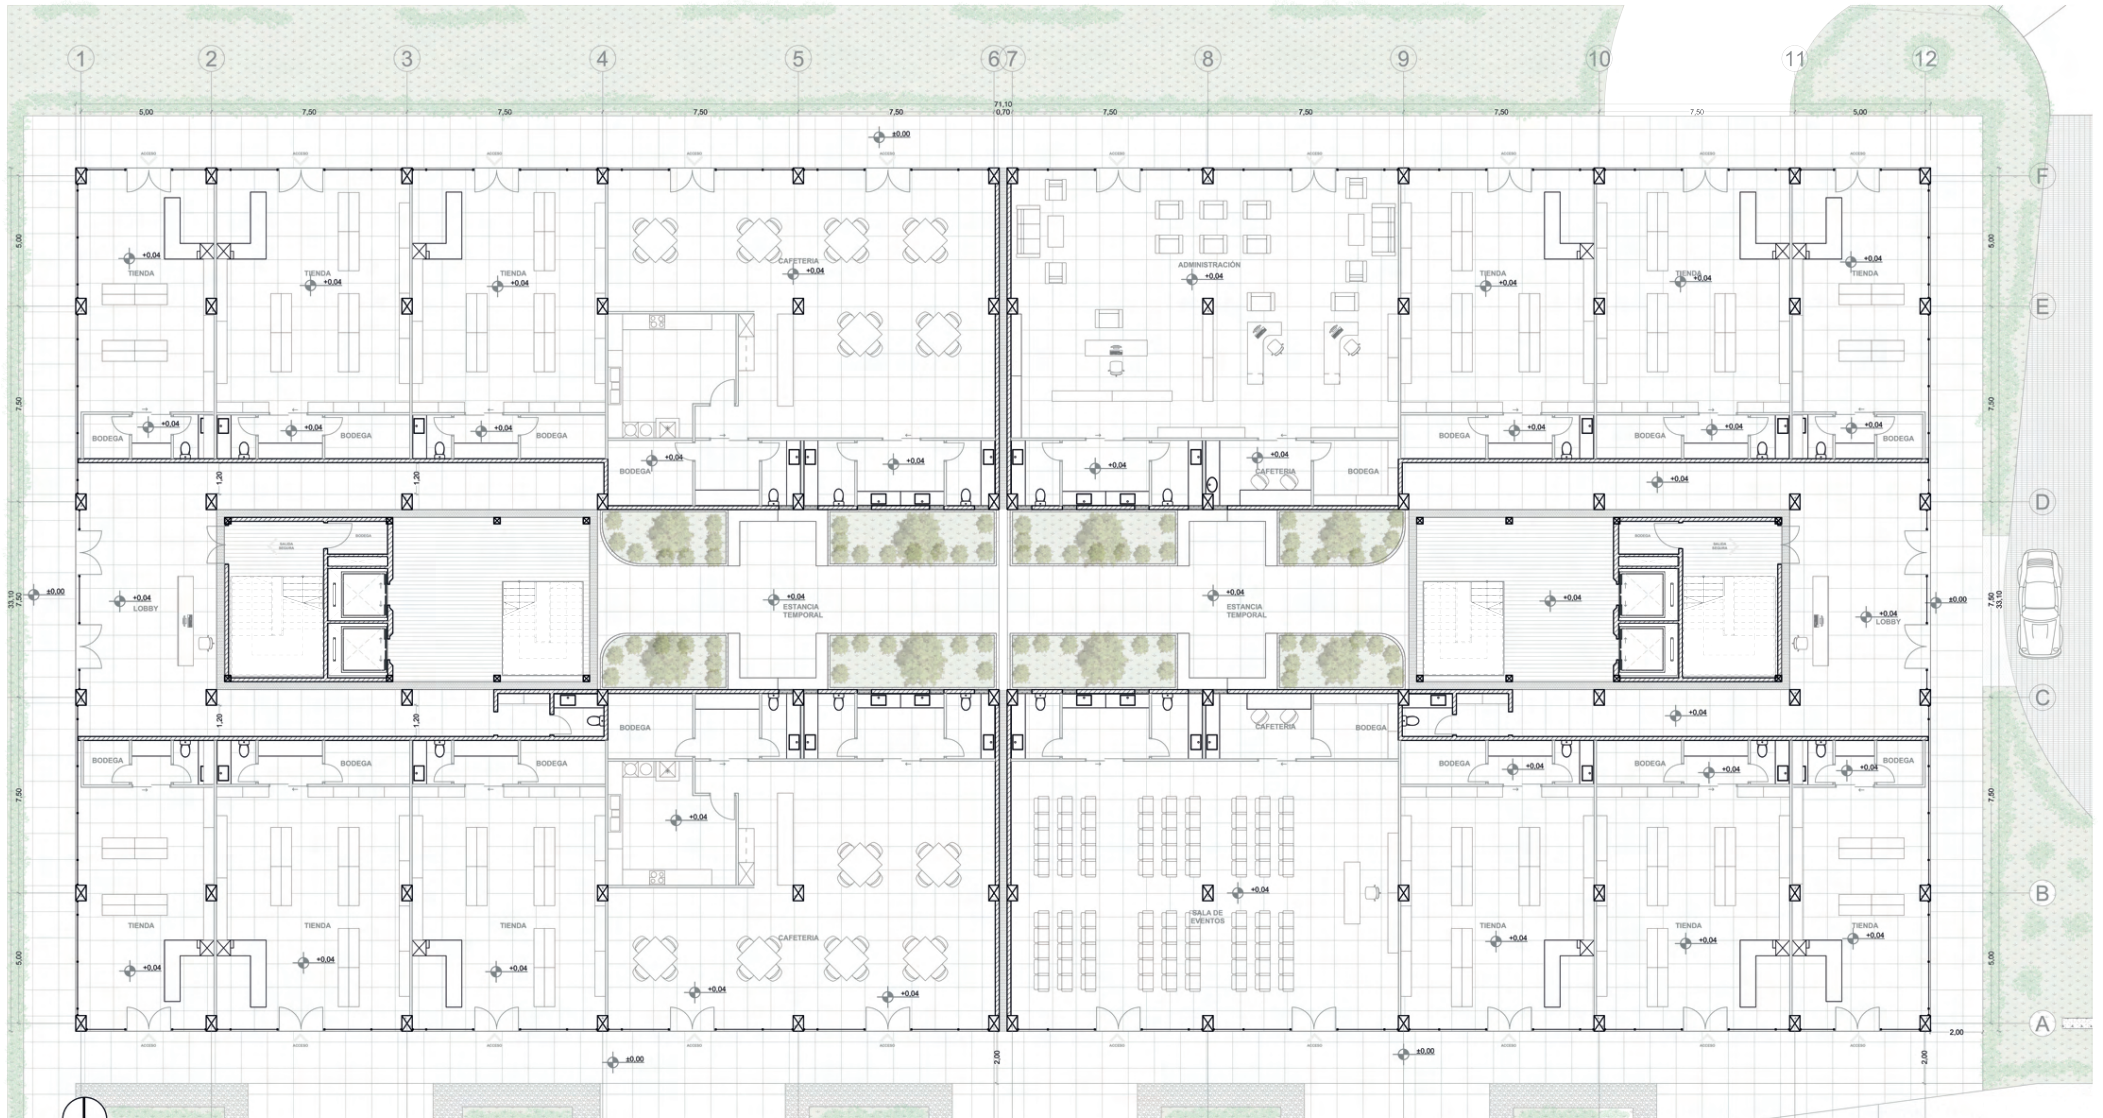 1 2 3 4 5 6 7 8 9 10 11 12
71,10
5,00 7,50 7,50 7,50 7,50 0,70 7,50 7,50 7,50 7,50 5,00
±0.00
F
5,00 5,00
+0,04 TIENDA
TIENDA +0,04
TIENDA +0,04
CAFETERIA +0,04
ADMINISTRACIÓN +0,04
TIENDA +0,04
TIENDA +0,04
+0,04 TIENDA
E
7,50 7,50
BODEGA +0,04
+0,04 BODEGA
+0,04 BODEGA
BODEGA +0,04
BODEGA +0,04
+0,04 BODEGA
BODEGA +0,04
+0,04
+0,04
+0,04 CAFETERIA
BODEGA
1,20 1,20
+0,04
D
BODEGA
BODEGA
±0.00
+0,04 LOBBY
+0,04 ESTANCIA TEMPORAL
+0,04
ESTANCIA TEMPORAL
+0,04
+0,04 LOBBY
±0.00
33,10 7,50
7,50 33,10
C
1,20 1,20
+0,04
BODEGA
CAFETERIA
BODEGA
BODEGA
BODEGA
BODEGA
BODEGA +0,04
BODEGA +0,04
+0,04 BODEGA
7,50 7,50
+0,04
B
+0,04
SALA DE
EVENTOS
TIENDA
+0,04
TIENDA
+0,04
TIENDA
+0,04
CAFETERIA
+0,04
+0,04
TIENDA
+0,04
TIENDA
+0,04
TIENDA
+0,04
5,00 5,00
A
2,00
±0.00
2,00
±0.00
2,00